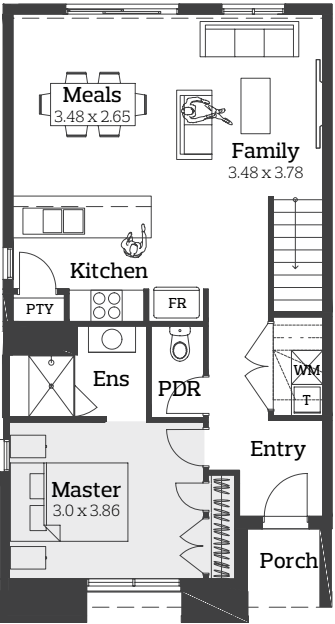 Meals
3.48 x 2.65
Family
3.48 x 3.78
Kitchen
PTY
FR
Ens
PDR
WM
T
Entry
Master
3.0 x 3.86
Porch